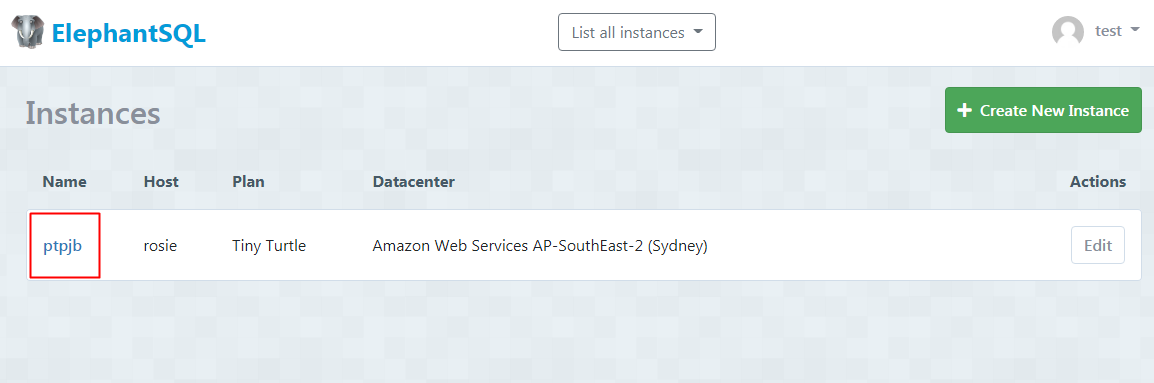 ElephantSQL List all instances test
Instances
Create New Instance
Name Host Plan Datacenter Actions
ptpjb rosie Tiny Turtle Amazon Web Services AP-SouthEast-2 (Sydney) Edit